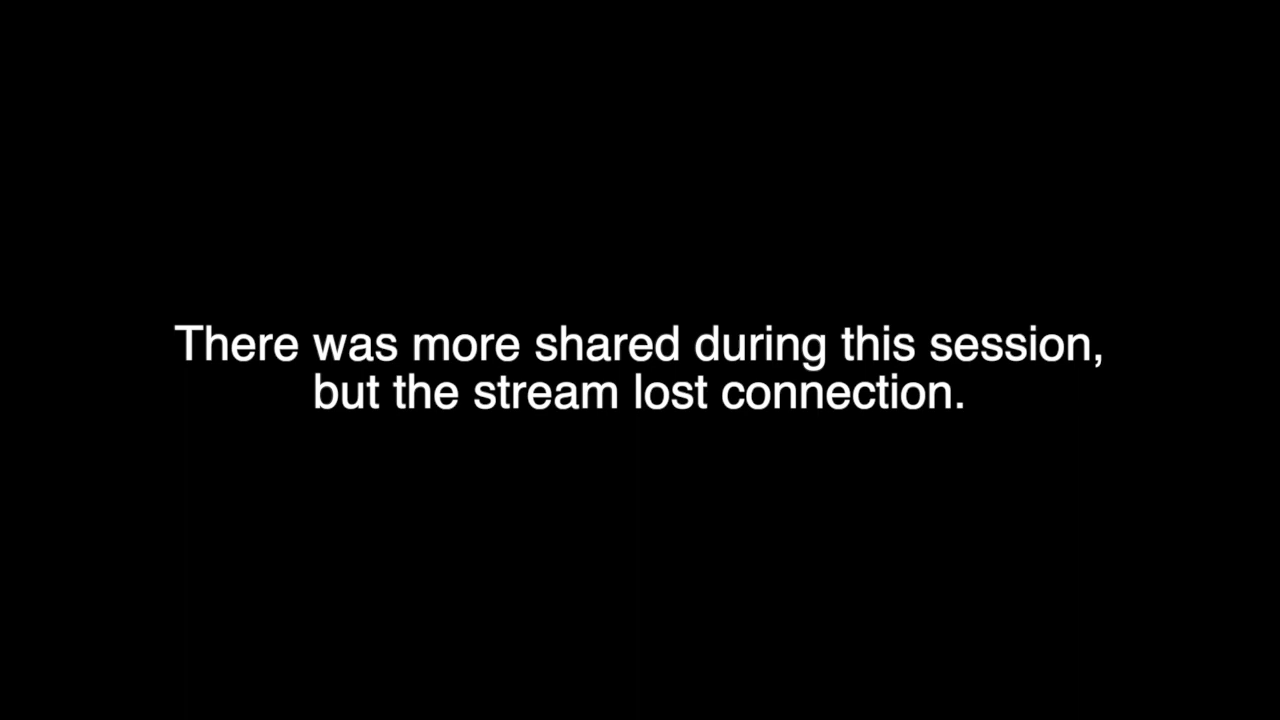 There was more shared during this session,
but the stream lost connection.